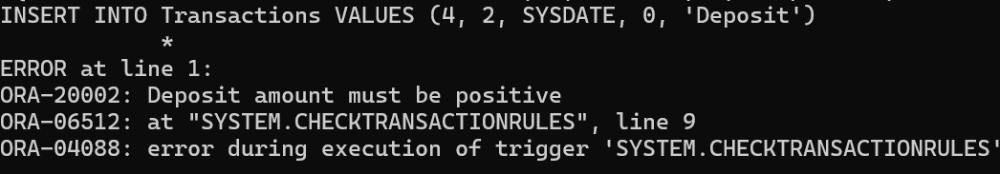 INSERT INTO Transactions VALUES (4, 2, SYSDATE, 0, 'Deposit')
*
ERROR at line 1:
ORA-20002: Deposit amount must be positive
ORA-06512: at "SYSTEM.CHECKTRANSACTIONRULES", line 9
ORA-04088: error during execution of trigger 'SYSTEM.CHECKTRANSACTIONRULES'